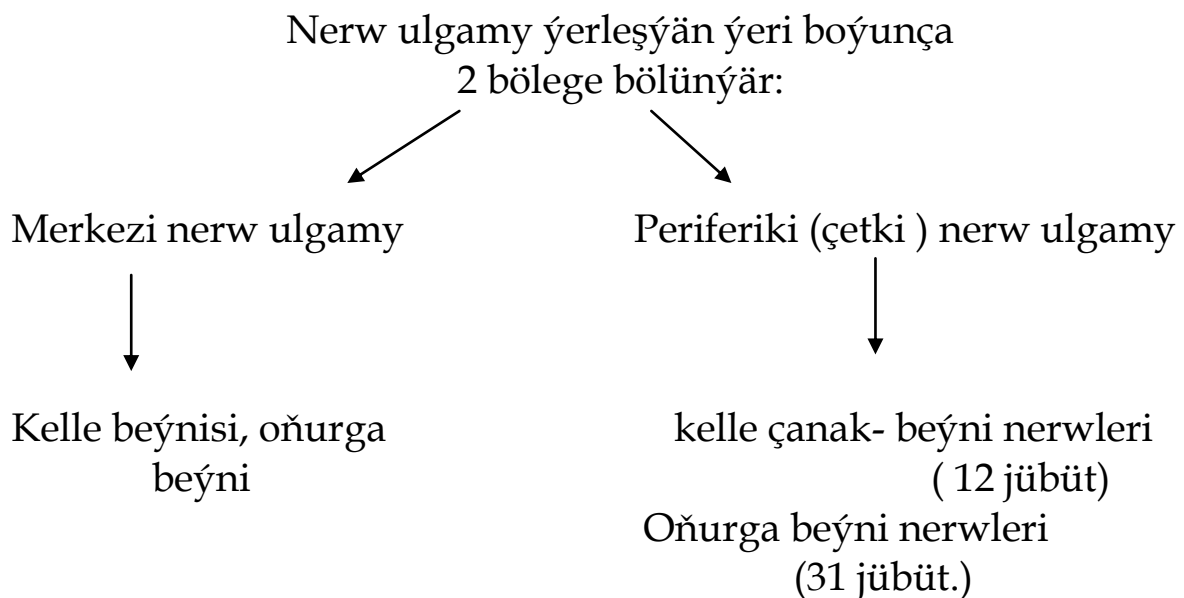 Nerw ulgamy ýerleşýän ýeri boýunça
2 bölege bölünýär:
Merkezi nerw ulgamy
Periferiki (çetki ) nerw ulgamy
Kelle beýnisi, oňurga
beýni
kelle çanak- beýni nerwleri
( 12 jübüt)
Oňurga beýni nerwleri
(31 jübüt.)